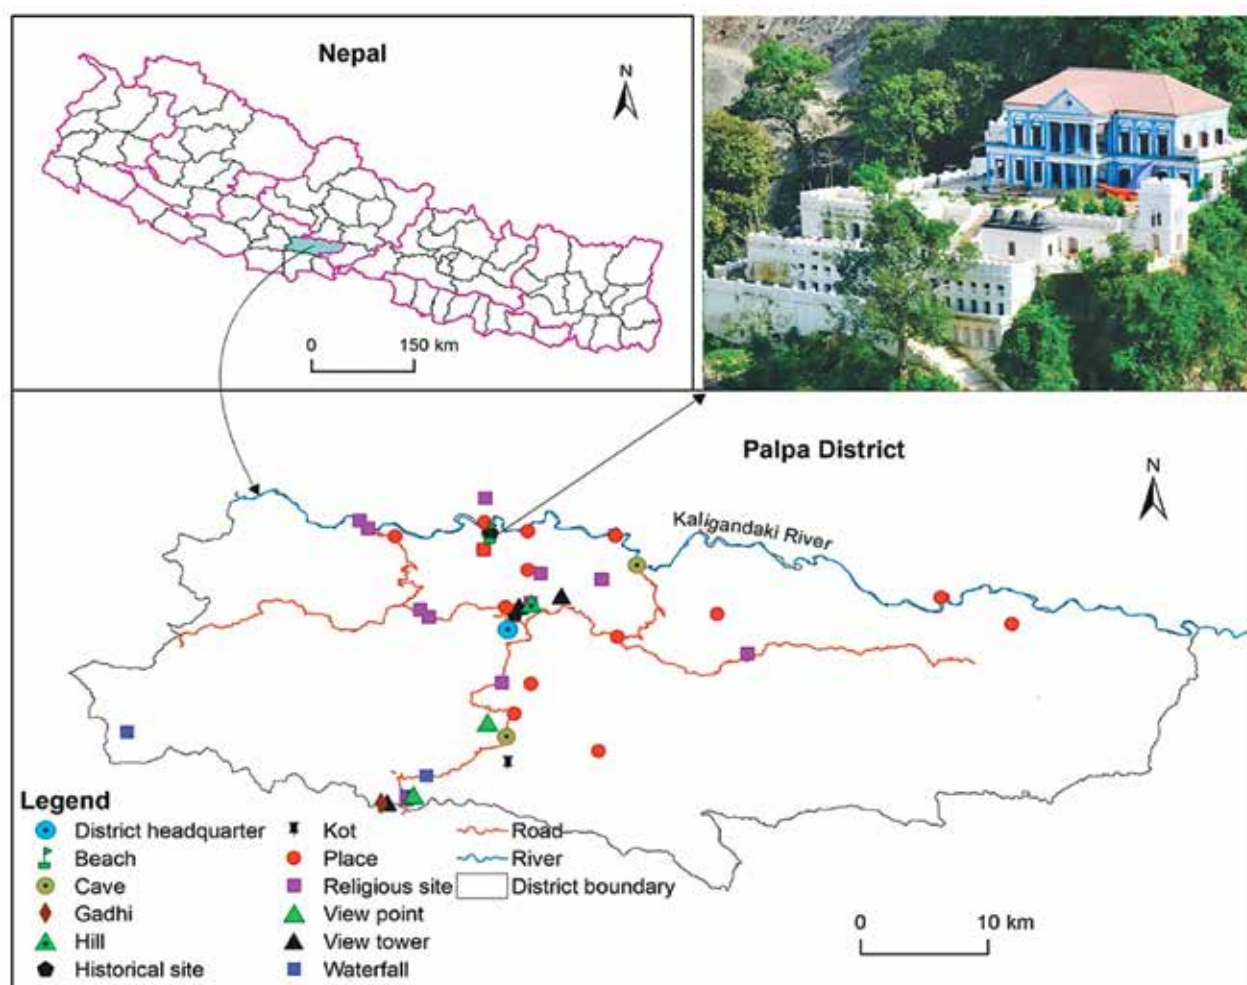 Nepal
N
0 150 km
Palpa District
N
Kaligandaki River
Legend
District headquarter
Beach
Cave
Gadhi
Hill
Historical site
Kot
Place
Religious site
View point
View tower
Waterfall
Road
River
District boundary
0 10 km